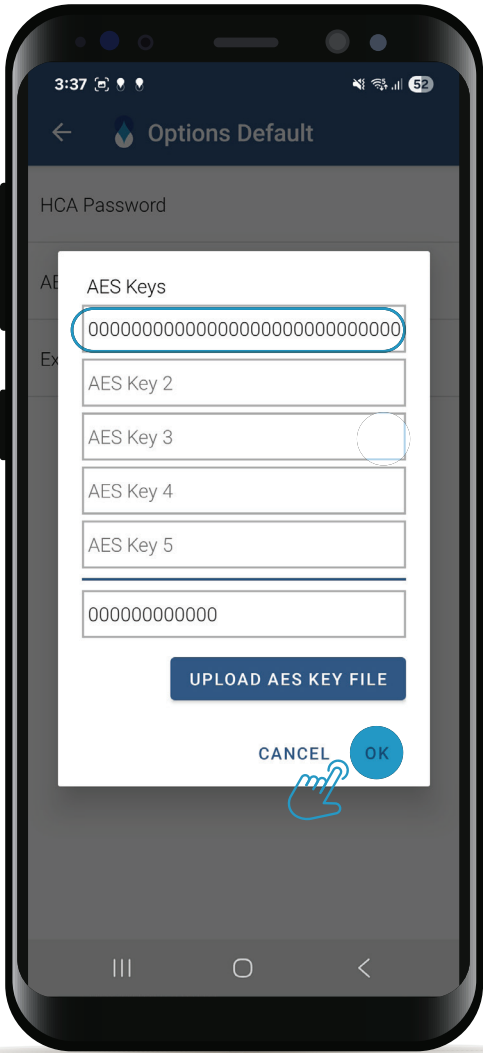 3:37
52
Options Default
HCA Password
AE
Ex
AES Keys
00000000000000000000000000000
AES Key 2
AES Key 3
AES Key 4
AES Key 5
000000000000
UPLOAD AES KEY FILE
CANCEL
OK